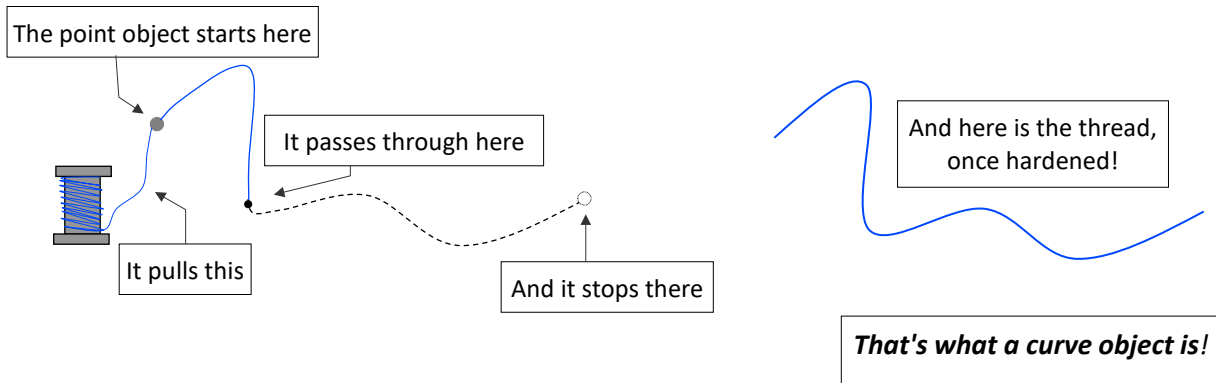 The point object starts here
It passes through here
It pulls this
And it stops there
And here is the thread,
once hardened!
That's what a curve object is!